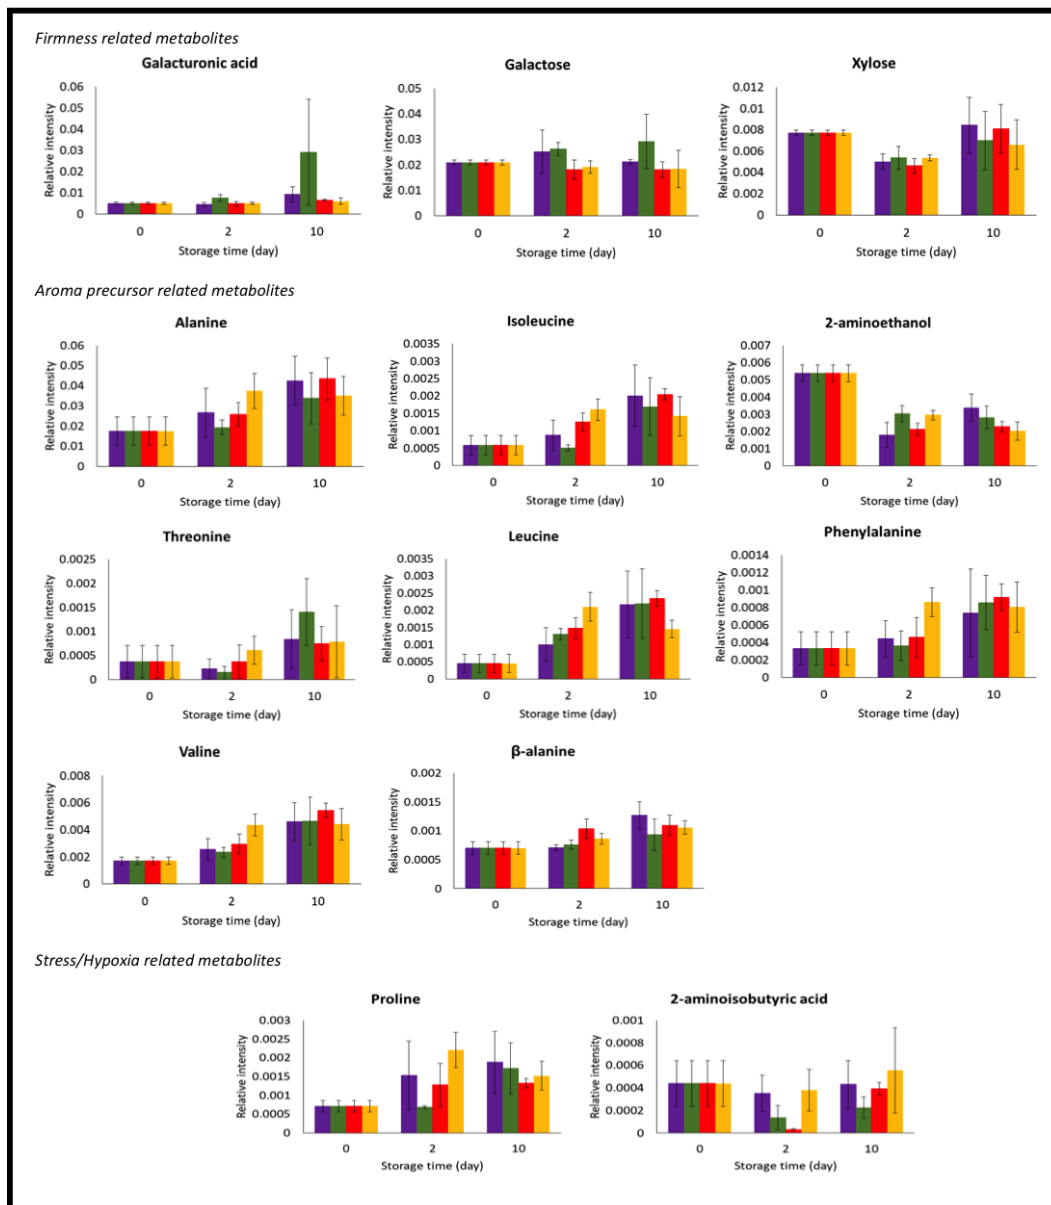 Firmness related metabolites
Galacturonic acid
Relative intensity
0.06
0.05
0.04
0.03
0.02
0.01
0
0 2 10
Storage time (day)
Galactose
Relative intensity
0.05
0.04
0.03
0.02
0.01
0
0 2 10
Storage time (day)
Xylose
Relative intensity
0.012
0.010
0.008
0.006
0.004
0.002
0
0 2 10
Storage time (day)
Aroma precursor related metabolites
Alanine
Relative intensity
0.06
0.05
0.04
0.03
0.02
0.01
0
0 2 10
Storage time (day)
Isoleucine
Relative intensity
0.0035
0.003
0.0025
0.002
0.0015
0.001
0.0005
0
0 2 10
Storage time (day)
2-aminoethanol
Relative intensity
0.007
0.006
0.005
0.004
0.003
0.002
0.001
0
0 2 10
Storage time (day)
Threonine
Relative intensity
0.0025
0.002
0.0015
0.001
0.0005
0
0 2 10
Storage time (day)
Leucine
Relative intensity
0.0035
0.003
0.0025
0.002
0.0015
0.001
0.0005
0
0 2 10
Storage time (day)
Phenylalanine
Relative intensity
0.0014
0.0012
0.001
0.0008
0.0006
0.0004
0.0002
0
0 2 10
Storage time (day)
Valine
Relative intensity
0.008
0.006
0.004
0.002
0
0 2 10
Storage time (day)
β-alanine
Relative intensity
0.002
0.0015
0.001
0.0005
0
0 2 10
Storage time (day)
Stress/Hypoxia related metabolites
Proline
Relative intensity
0.003
0.0025
0.002
0.0015
0.001
0.0005
0
0 2 10
Storage time (day)
2-aminoisobutyric acid
Relative intensity
0.001
0.0008
0.0006
0.0004
0.0002
0
0 2 10
Storage time (day)